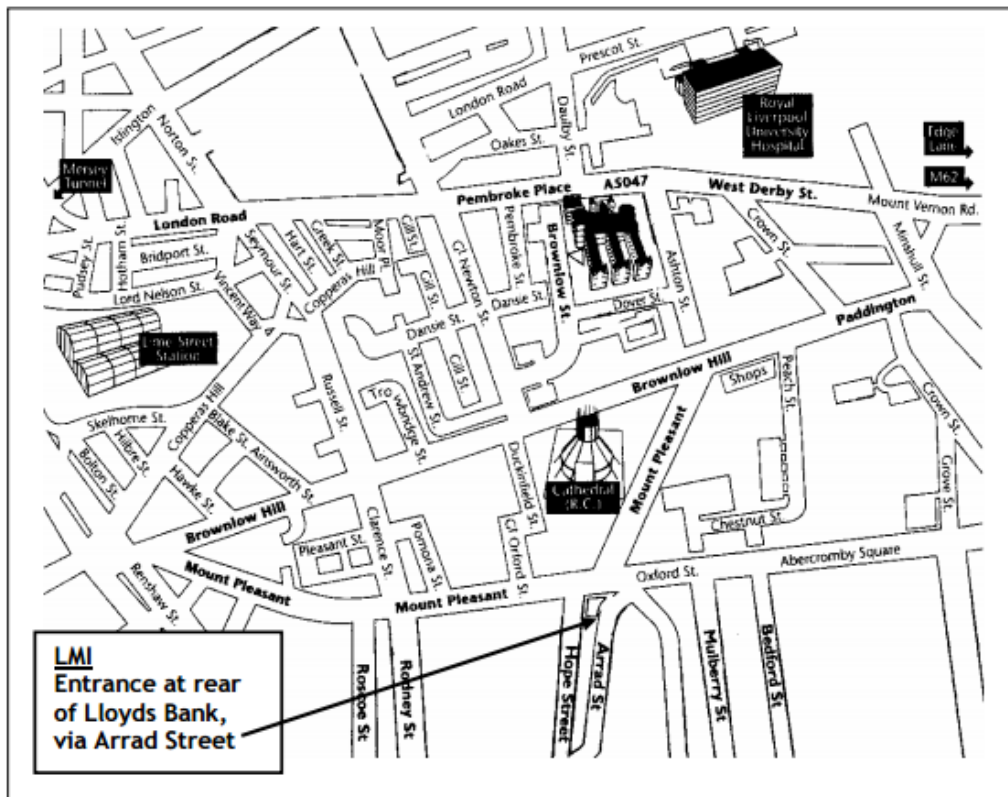 Prescot St.
London Road
Daulby St.
Royal
Liverpool
University
Hospital
Edge
Lane
M62
Islington
Norton St.
Oakes St.
Mersey
Tunnel
Pembroke Place
A5047
West Derby St.
Mount Vernon Rd.
London Road
Pudsey St.
Hotham St.
Bridport St.
Lord Nelson St.
Seymour St.
Hart St.
Greek St.
Moor Pl.
Gill St.
Gt Newton St.
Pembroke St.
Brownlow St.
Ashton St.
Crown St.
Minshull St.
Copperas Hill
Vincent Way
Gill St.
Dansie St.
Dansie St.
Dover St.
Paddington
Lime Street
Station
St Andrew St.
Gill St.
Brownlow Hill
Shops
Peach St.
Russell St.
Trowbridge St.
Skelhorne St.
Copperas Hill
Hilbre St.
Bolton St.
Blake St.
Ainsworth St.
Hawke St.
Crown St.
Mount Pleasant
Duckinfield St.
Cathedral
(R.C.)
Grove St.
Brownlow Hill
Clarence St.
Pomona St.
Gt Orford St.
Chestnut St.
Pleasant St.
Abercromby Square
Oxford St.
Renshaw St.
Mount Pleasant
Mount Pleasant
Roscoe St
Rodney St
Hope Street
Arrad St
Mulberry St
Bedford St
LMI
Entrance at rear
of Lloyds Bank,
via Arrad Street